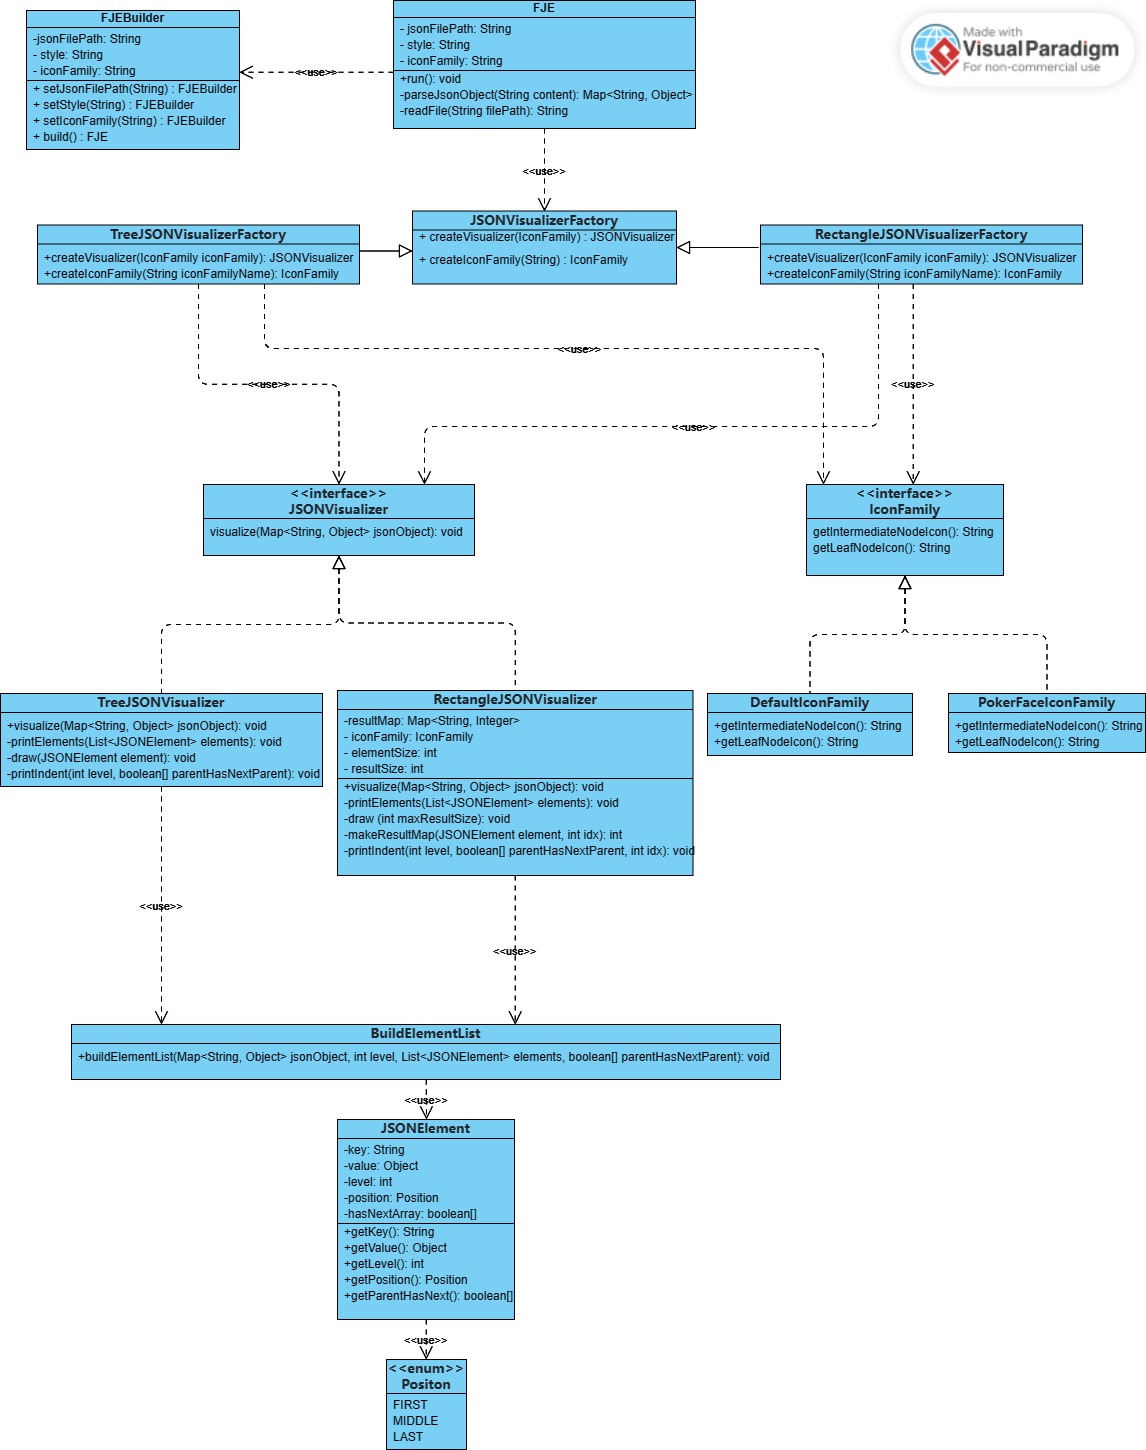 FJEBuilder
-jsonFilePath: String
- style: String
- iconFamily: String
+ setJsonFilePath(String) : FJEBuilder
+ setStyle(String) : FJEBuilder
+ setIconFamily(String) : FJEBuilder
+ build() : FJE
<<use>>
FJE
- jsonFilePath: String
- style: String
- iconFamily: String
+run(): void
-parseJsonObject(String content): Map<String, Object>
-readFile(String filePath): String
Made with
VisualParadigm
For non-commercial use
<<use>>
TreeJSONVisualizerFactory
+createVisualizer(IconFamily iconFamily): JSONVisualizer
+createIconFamily(String iconFamilyName): IconFamily
JSONVisualizerFactory
+ createVisualizer(IconFamily) : JSONVisualizer
+ createIconFamily(String) : IconFamily
RectangleJSONVisualizerFactory
+createVisualizer(IconFamily iconFamily): JSONVisualizer
+createIconFamily(String iconFamilyName): IconFamily
<<use>>
<<use>>
<<use>>
<<use>>
<<interface>>
JSONVisualizer
visualize(Map<String, Object> jsonObject): void
<<interface>>
IconFamily
getIntermediateNodeIcon(): String
getLeafNodeIcon(): String
TreeJSONVisualizer
+visualize(Map<String, Object> jsonObject): void
-printElements(List<JSONElement> elements): void
-draw(JSONElement element): void
-printIndent(int level, boolean[] parentHasNextParent): void
RectangleJSONVisualizer
-resultMap: Map<String, Integer>
- iconFamily: IconFamily
- elementSize: int
- resultSize: int
+visualize(Map<String, Object> jsonObject): void
-printElements(List<JSONElement> elements): void
-draw (int maxResultSize): void
-makeResultMap(JSONElement element, int idx): int
-printIndent(int level, boolean[] parentHasNextParent, int idx): void
DefaultIconFamily
+getIntermediateNodeIcon(): String
+getLeafNodeIcon(): String
PokerFaceIconFamily
+getIntermediateNodeIcon(): String
+getLeafNodeIcon(): String
<<use>>
<<use>>
BuildElementList
+buildElementList(Map<String, Object> jsonObject, int level, List<JSONElement> elements, boolean[] parentHasNextParent): void
<<use>>
JSONElement
-key: String
-value: Object
-level: int
-position: Position
-hasNextArray: boolean[]
+getKey(): String
+getValue(): Object
+getLevel(): int
+getPosition(): Position
+getParentHasNext(): boolean[]
<<use>>
<<enum>>
Positon
FIRST
MIDDLE
LAST